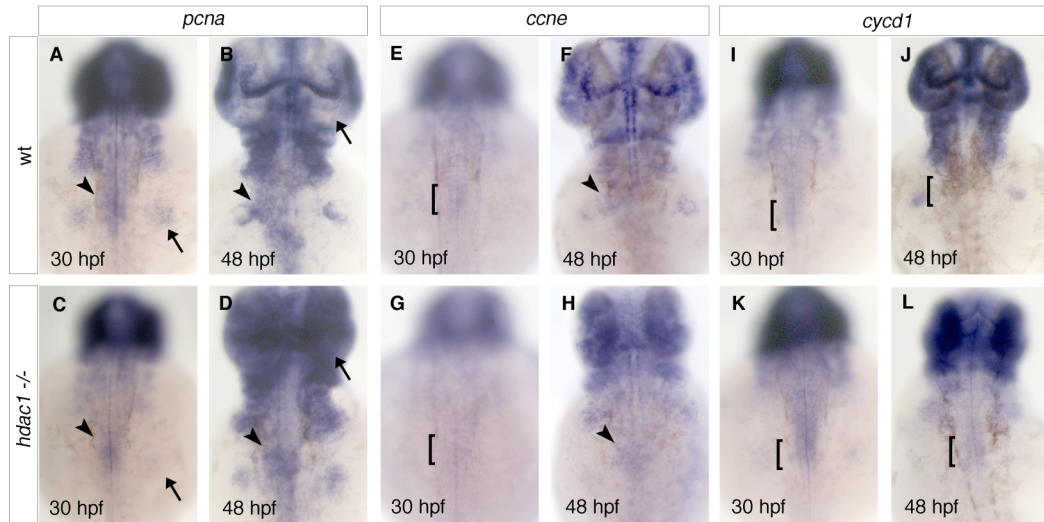 pcna ccne cycd1
wt
A B E F I J
30 hpf 48 hpf 30 hpf 48 hpf 30 hpf 48 hpf
hdac1 -/-
C D G H K L
30 hpf 48 hpf 30 hpf 48 hpf 30 hpf 48 hpf